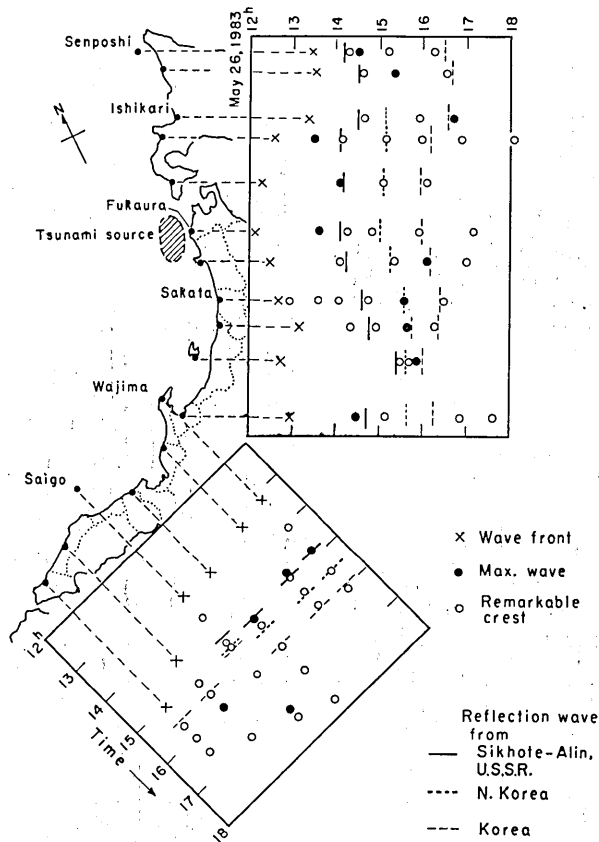 May 26, 1983
12h
13
14
15
16
17
18
Senposhi
Ishikari
N
Fukaura
Tsunami source
Sakata
Wajima
Saigo
12h
13
14
15
16
17
18
Time
× Wave front
● Max. wave
○ Remarkable
crest
Reflection wave
from
Sikhote-Alin,
U.S.S.R.
N. Korea
Korea